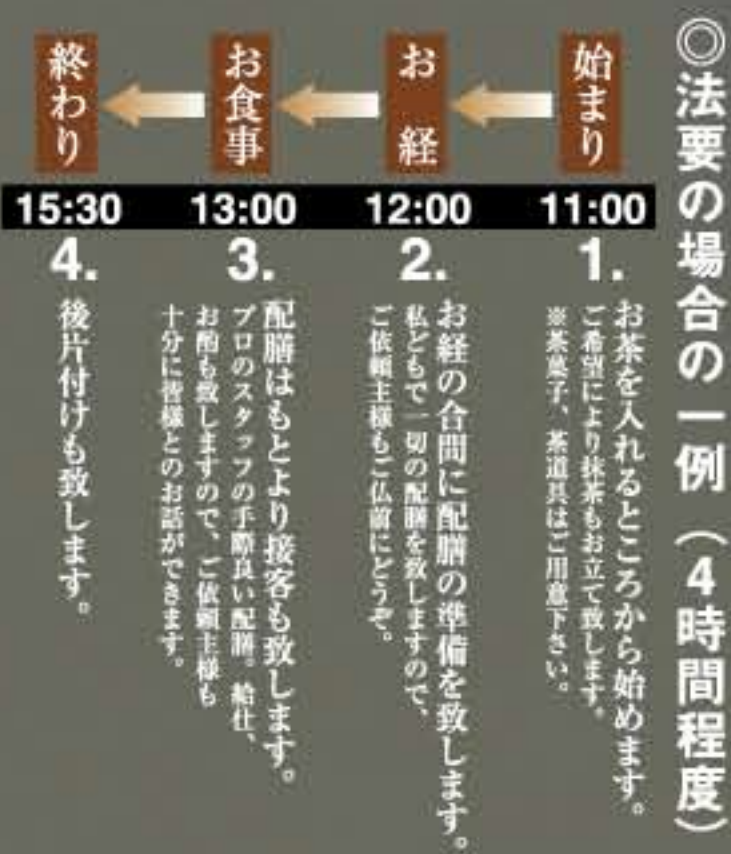 ◎法要の場合の一例（4時間程度）
始まり
11:00
1.
お茶を入れるところから始めます。
ご希望により抹茶もお立て致します。
※茶菓子、茶道具はご用意下さい。
お経
12:00
2.
お経の合間に配膳の準備を致します。
私どもで一切の配膳を致しますので、
ご依頼主様もご仏前にどうぞ。
お食事
13:00
3.
配膳はもとより接客も致します。
プロのスタッフの手際良い配膳。給仕、
お酌も致しますので、ご依頼主様も
十分に皆様とのお話ができます。
終わり
15:30
4.
後片付けも致します。